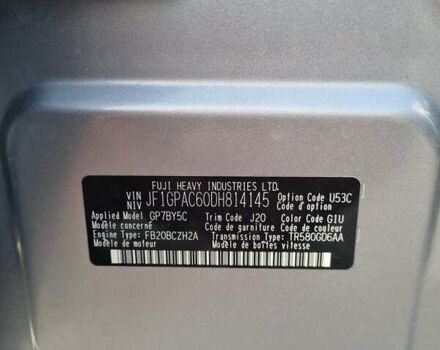 FUJI HEAVY INDUSTRIES LTD.
VIN NIV JF1GPAC60DH814145 Option Code U53C
Code d'option
Applied Model GP7BY5C Trim Code J20 Color Code G1U
Modèle concerné Code de garniture Code de couleur
Engine Type FB20BCZH2A Transmission Type TR580GD6AA
Modèle de moteur Modèle de boîtes vitesse